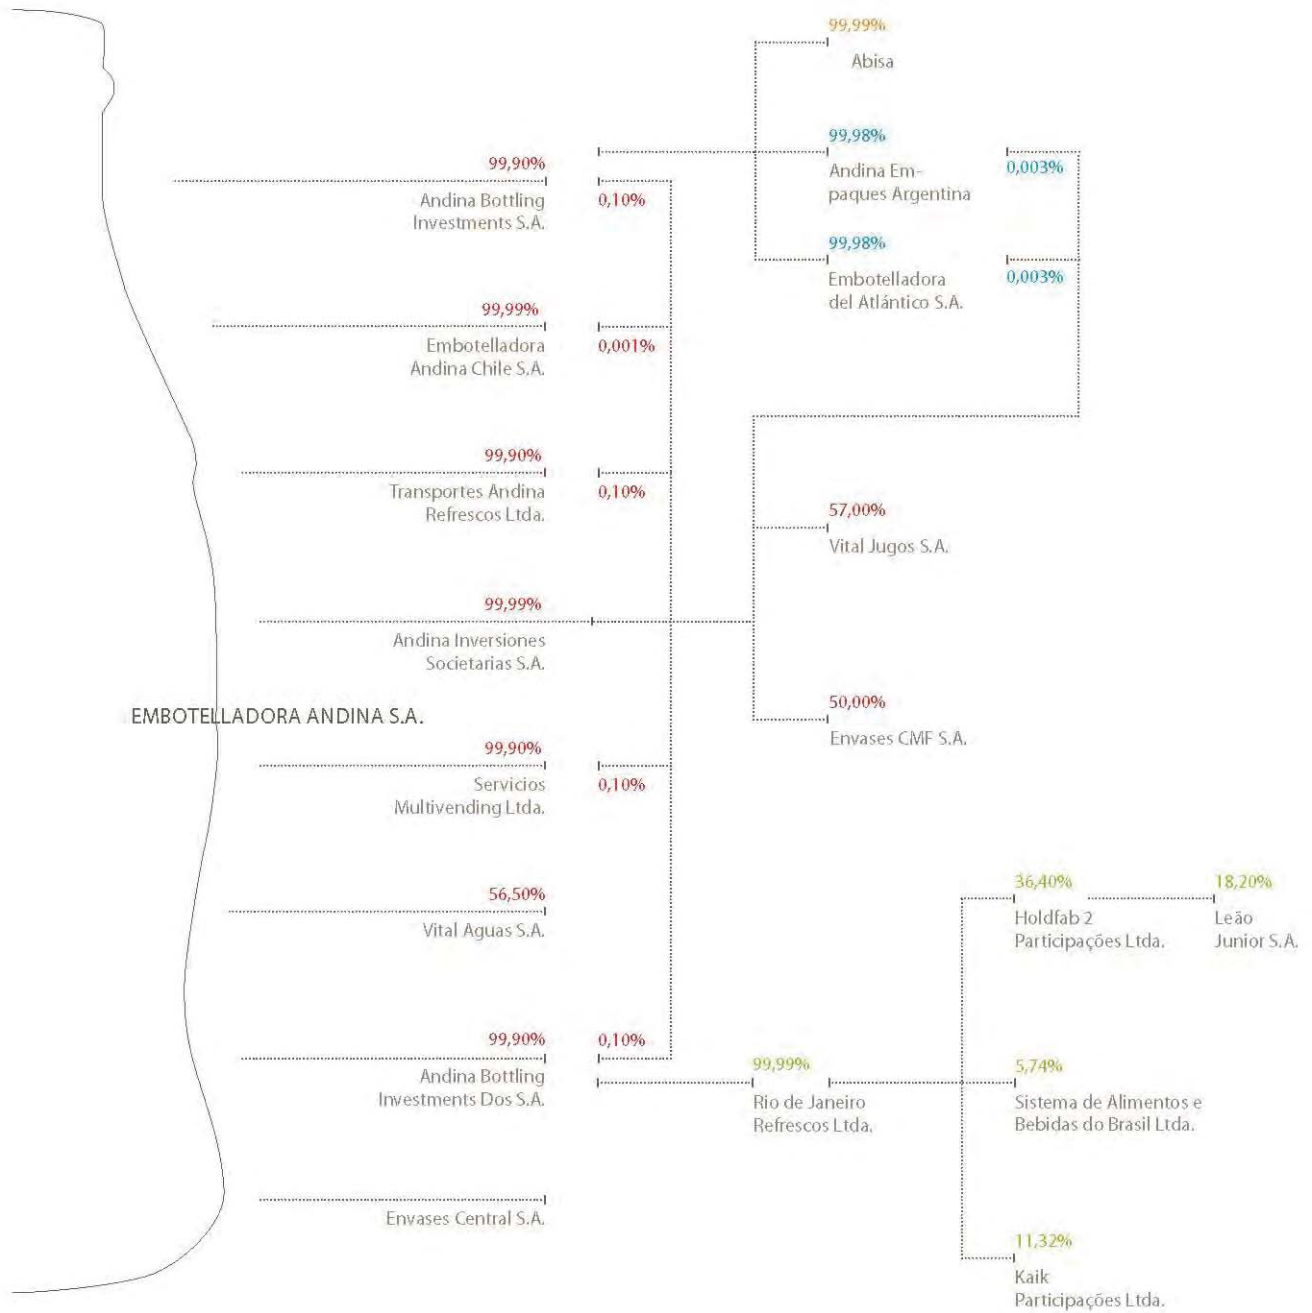 99,99%
Abisa
99,98%
Andina Em-
paques Argentina
0,003%
99,90%
Andina Bottling
Investments S.A.
0,10%
99,98%
Embotelladora
del Atlántico S.A.
0,003%
99,99%
Embotelladora
Andina Chile S.A.
0,001%
99,90%
Transportes Andina
Refrescos Ltda.
0,10%
57,00%
Vital Jugos S.A.
99,99%
Andina Inversiones
Societarias S.A.
50,00%
Envases CMF S.A.
EMBOTELLADORA ANDINA S.A.
99,90%
Servicios
Multivending Ltda.
0,10%
56,50%
Vital Aguas S.A.
36,40%
Holdfab 2
Participações Ltda.
18,20%
Leão
Junior S.A.
99,90%
Andina Bottling
Investments Dos S.A.
0,10%
99,99%
Rio de Janeiro
Refrescos Ltda.
5,74%
Sistema de Alimentos e
Bebidas do Brasil Ltda.
Envases Central S.A.
11,32%
Kaik
Participações Ltda.